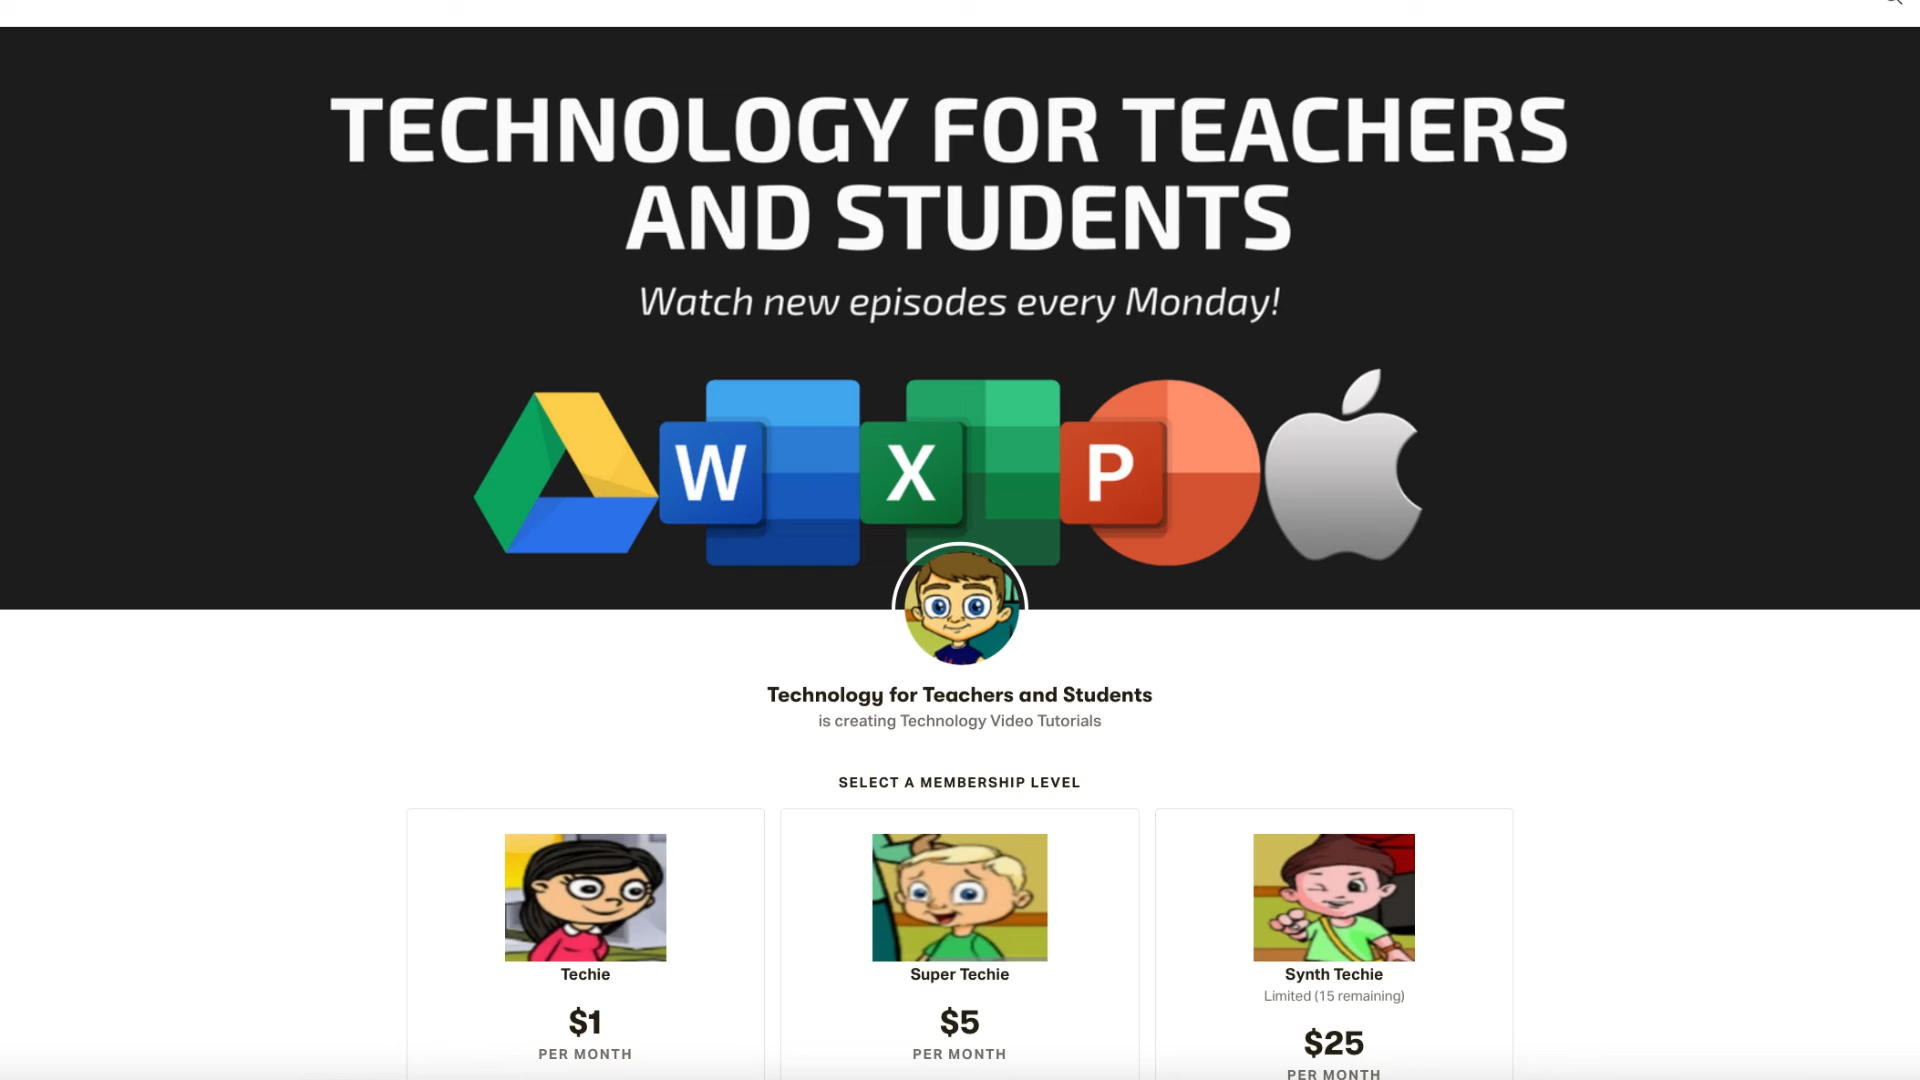 TECHNOLOGY FOR TEACHERS
AND STUDENTS
Watch new episodes every Monday!
W X P
Technology for Teachers and Students
is creating Technology Video Tutorials
SELECT A MEMBERSHIP LEVEL
Techie
$1
PER MONTH
Super Techie
$5
PER MONTH
Synth Techie
Limited (15 remaining)
$25
PER MONTH